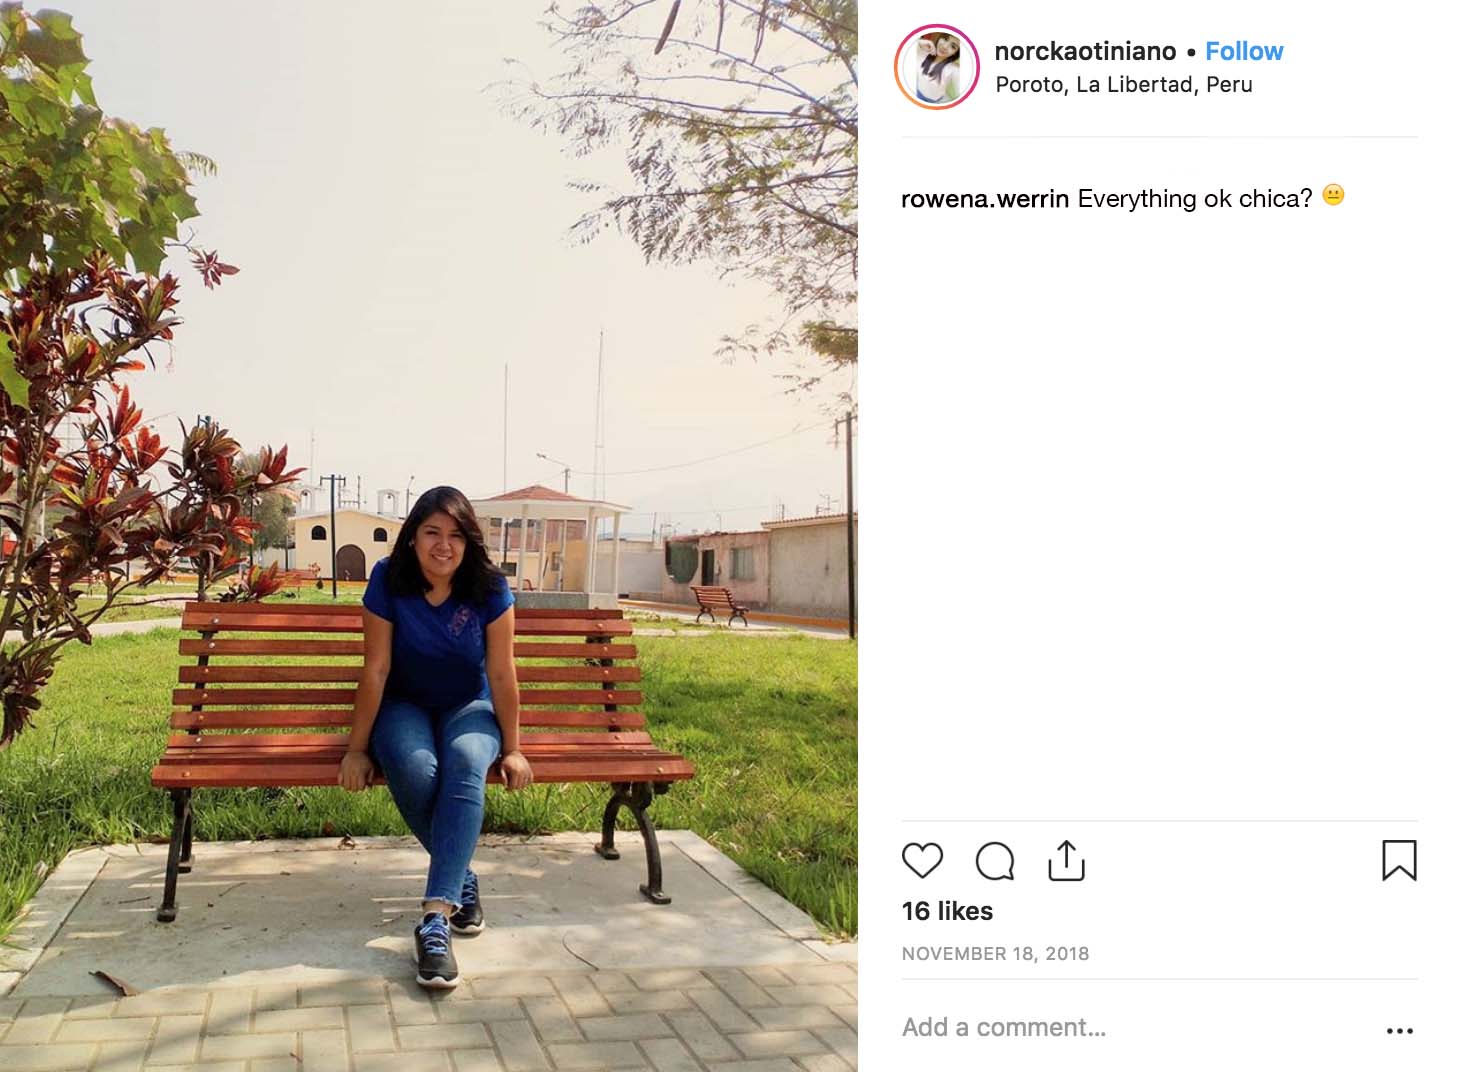 norckaotiniano • Follow
Poroto, La Libertad, Peru
rowena.werrin Everything ok chica? 😐
16 likes
NOVEMBER 18, 2018
Add a comment...